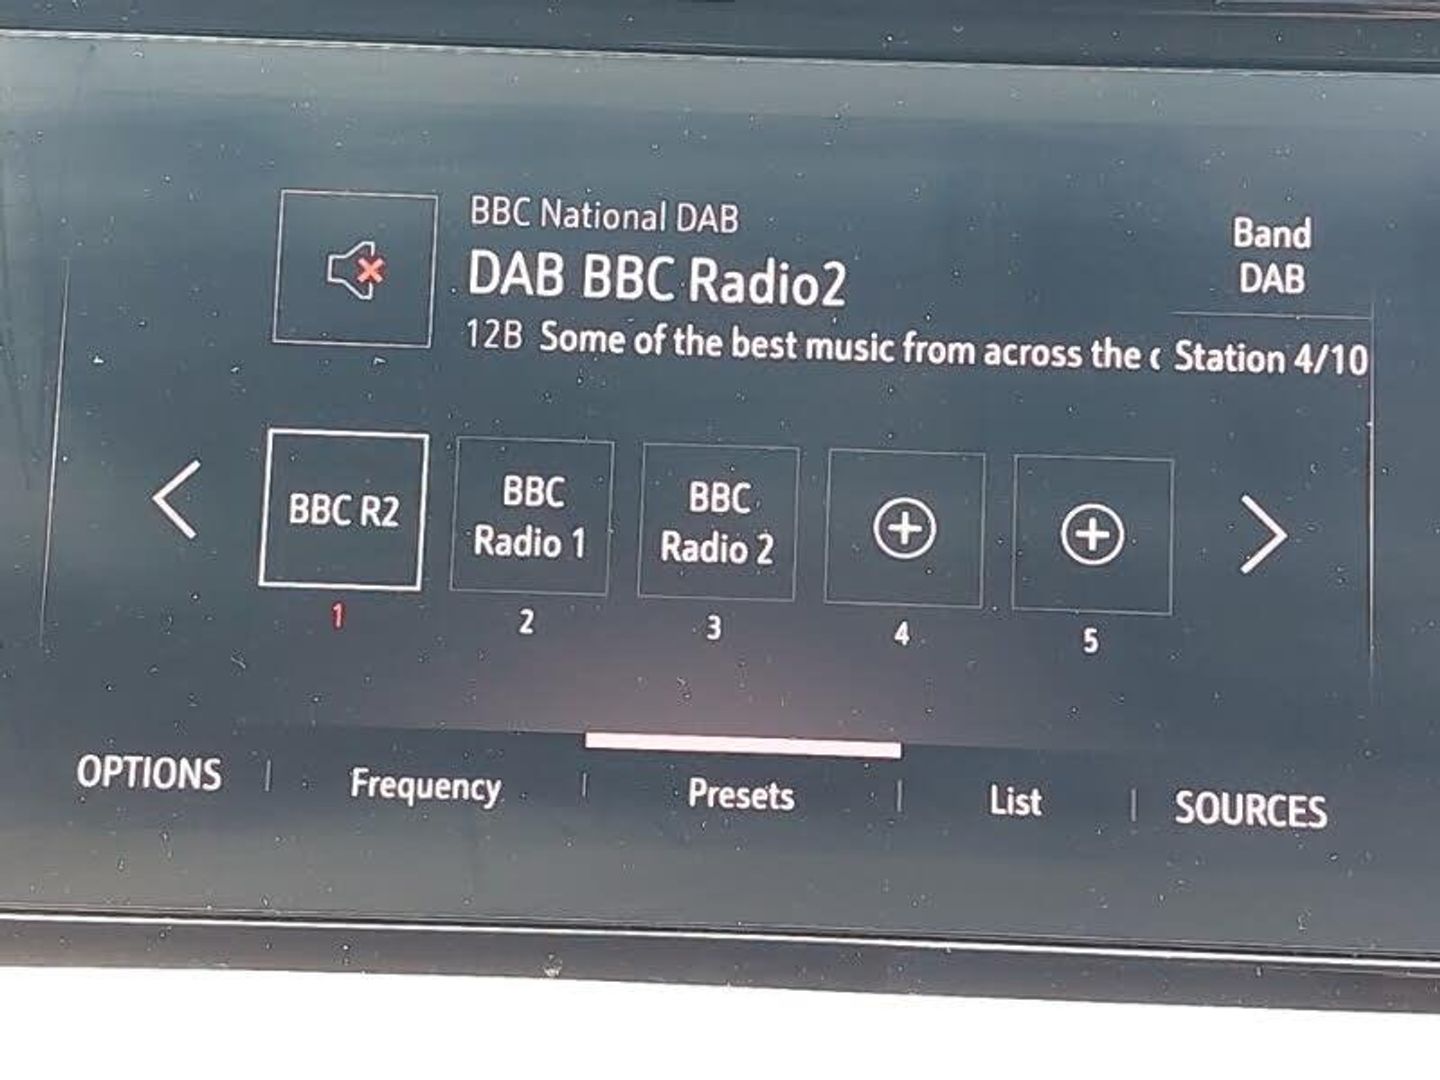 BBC National DAB
DAB BBC Radio2
12B Some of the best music from across the
Band
DAB
Station 4/10
BBC R2
BBC
Radio 1
BBC
Radio 2
1
2
3
4
5
OPTIONS
Frequency
Presets
List
SOURCES